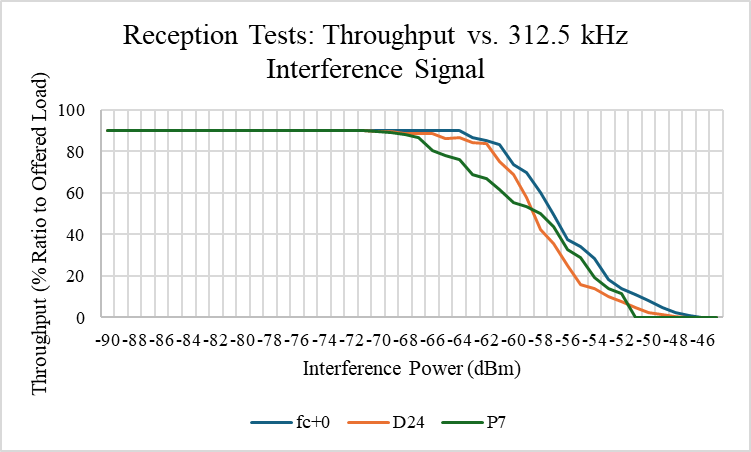 Reception Tests: Throughput vs. 312.5 kHz
Interference Signal
Throughput (% Ratio to Offered Load)
100
80
60
40
20
0
-90 -88 -86 -84 -82 -80 -78 -76 -74 -72 -70 -68 -66 -64 -62 -60 -58 -56 -54 -52 -50 -48 -46
Interference Power (dBm)
fc+0 D24 P7